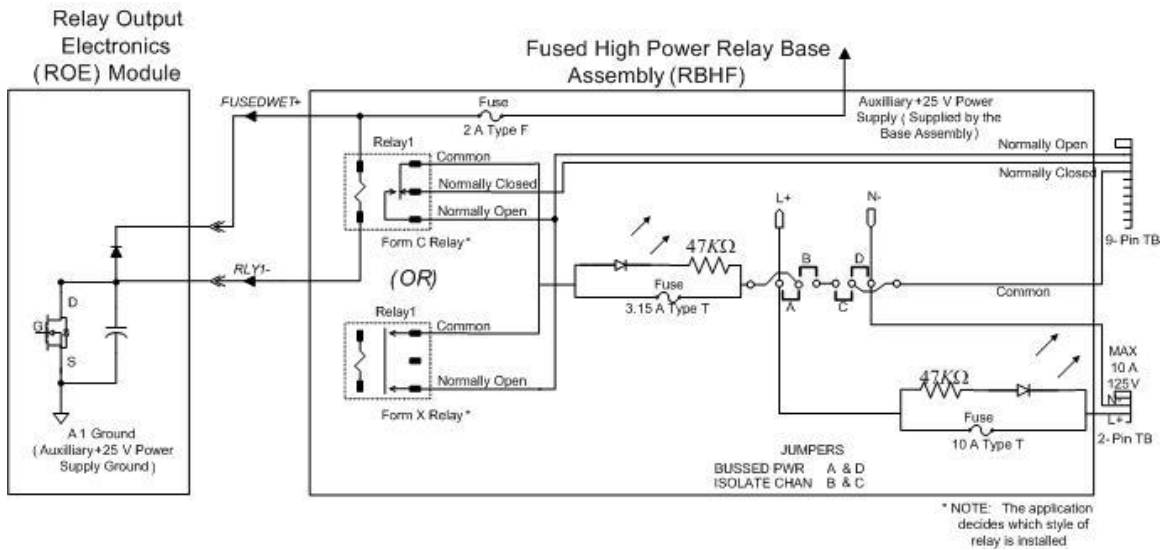 Relay Output
Electronics
(ROE) Module
Fused High Power Relay Base
Assembly (RBHF)
FUSEDWET+
Fuse
2 A Type F
Auxilliary +25 V Power
Supply ( Supplied by the
Base Assembly )
Relay1
Common
Normally Closed
Normally Open
Form C Relay*
Normally Open
Normally Closed
9- Pin TB
L+
N-
47KΩ
B
D
RLY1-
(OR)
Fuse
3.15 A Type T
A
C
Common
D
G
S
Relay1
Common
Normally Open
Form X Relay *
MAX
10 A
125 V
N-
L+
2- Pin TB
47KΩ
Fuse
10 A Type T
A 1 Ground
( Auxilliary+25 V Power
Supply Ground )
JUMPERS
BUSSED PWR A & D
ISOLATE CHAN B & C
* NOTE: The application
decides which style of
relay is installed